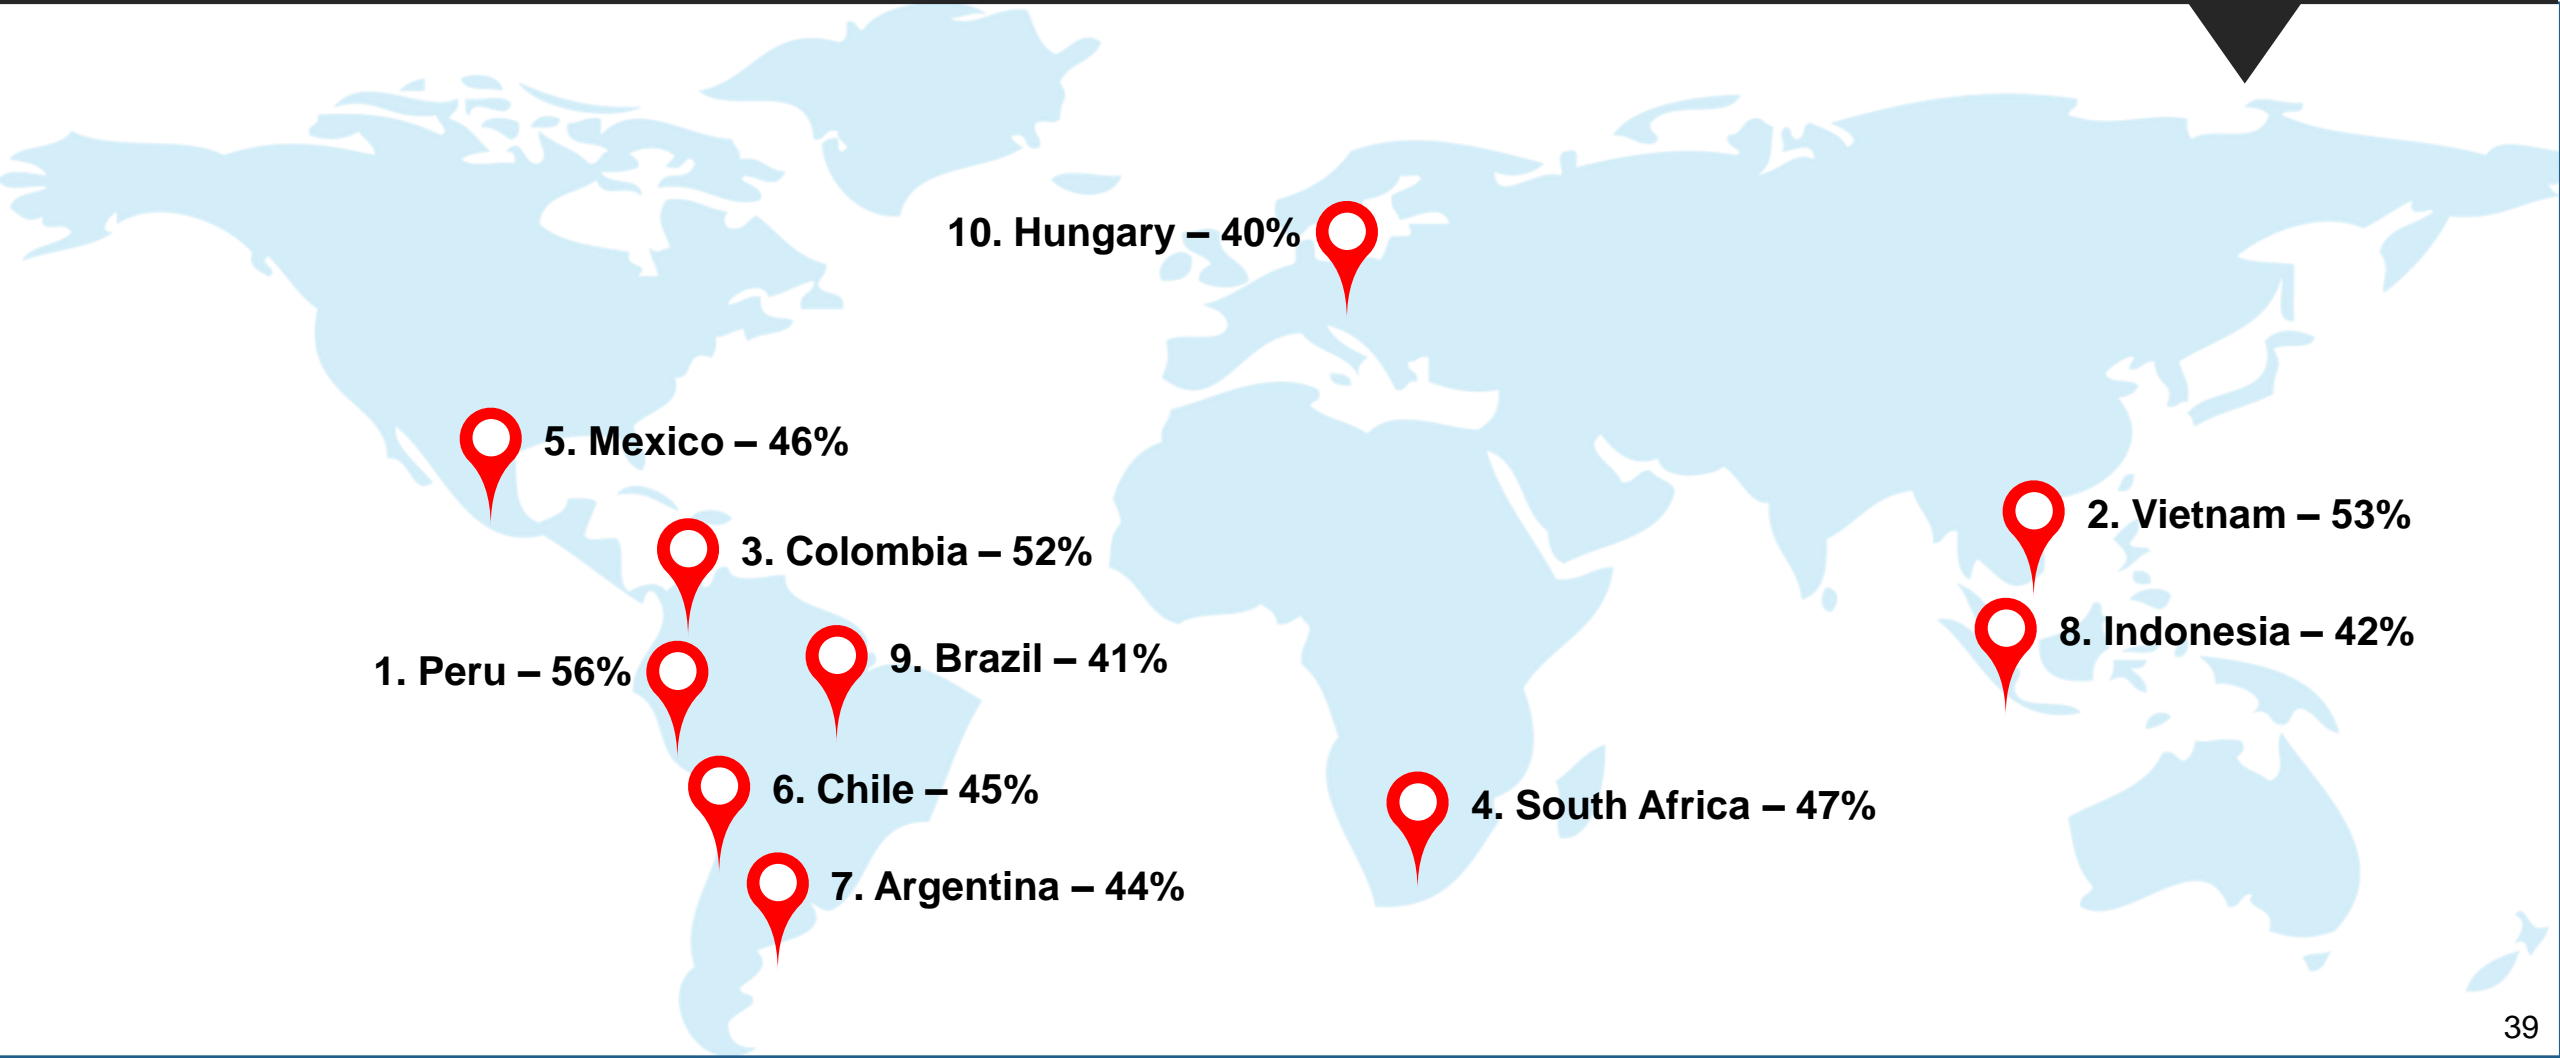 10. Hungary – 40%
5. Mexico – 46%
2. Vietnam – 53%
3. Colombia – 52%
8. Indonesia – 42%
9. Brazil – 41%
1. Peru – 56%
6. Chile – 45%
4. South Africa – 47%
7. Argentina – 44%
39